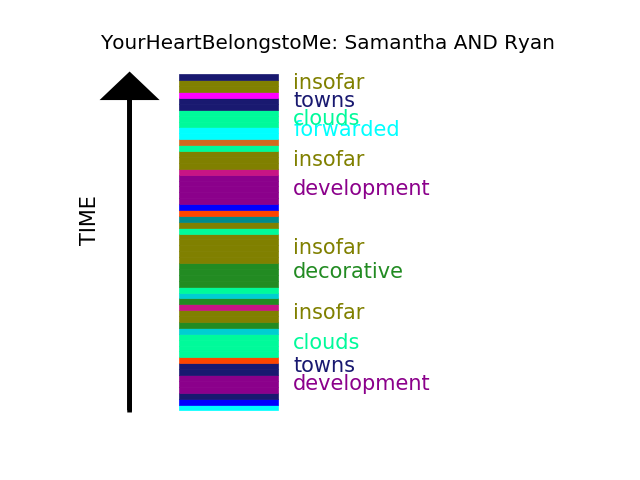 YourHeartBelongstoMe: Samantha AND Ryan
insofar
towns
clouds
forwarded
insofar
development
TIME
insofar
decorative
insofar
clouds
towns
development